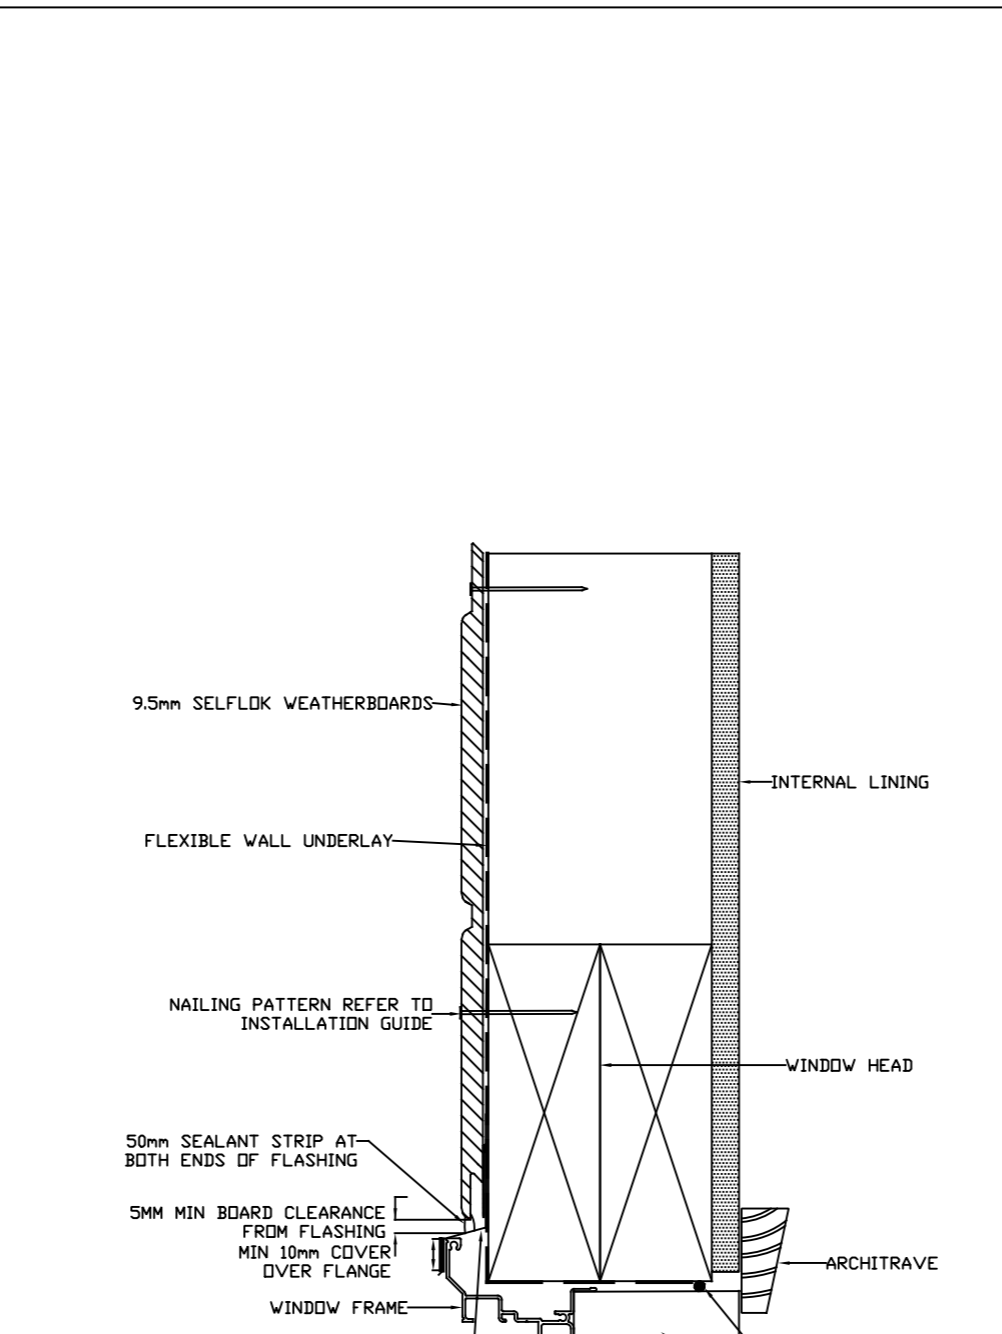 9.5mm SELFLOK WEATHERBOARDS
INTERNAL LINING
FLEXIBLE WALL UNDERLAY
NAILING PATTERN REFER TO
INSTALLATION GUIDE
WINDOW HEAD
50mm SEALANT STRIP AT
BOTH ENDS OF FLASHING
5MM MIN BOARD CLEARANCE
FROM FLASHING
MIN 10mm COVER
OVER FLANGE
ARCHITRAVE
WINDOW FRAME